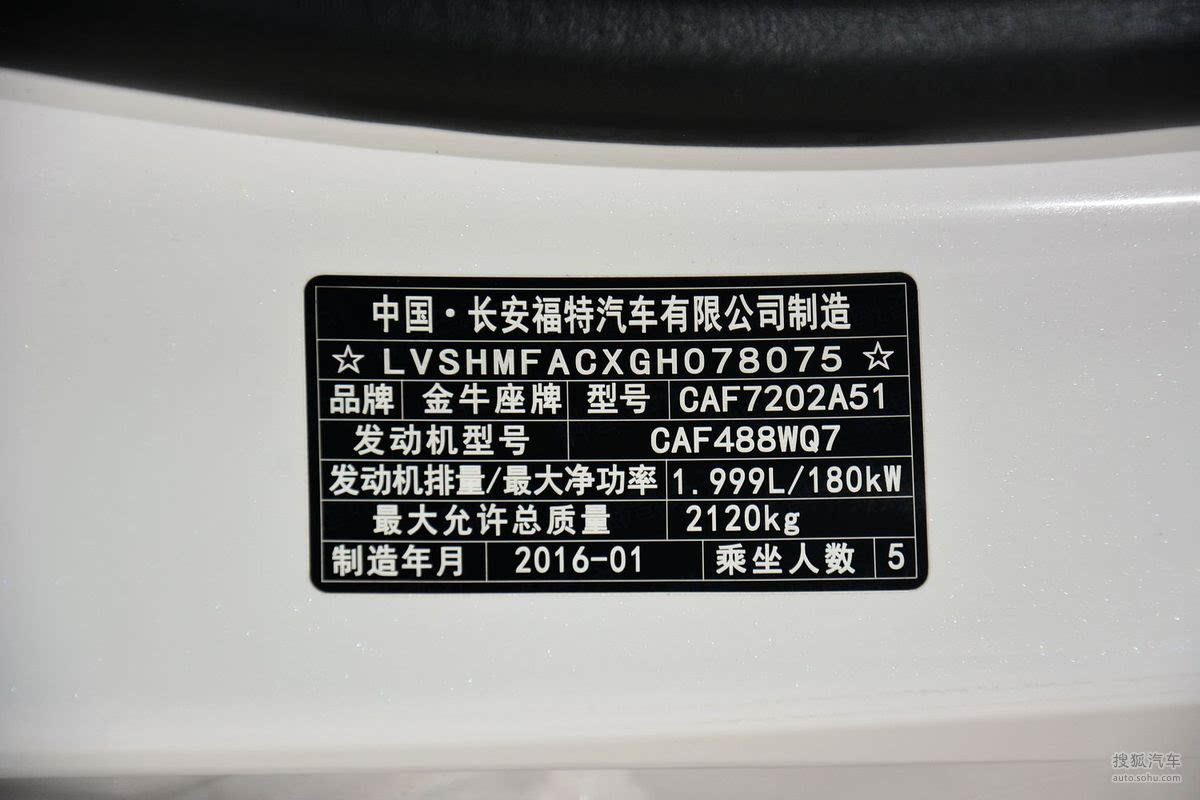 中国·长安福特汽车有限公司制造
☆ LVSHMFACXGH078075 ☆
品牌 金牛座牌 型号 CAF7202A51
发动机型号 CAF488WQ7
发动机排量/最大净功率 1.999L/180kW
最大允许总质量 2120kg
制造年月 2016-01 乘坐人数 5
搜狐汽车
auto.sohu.com